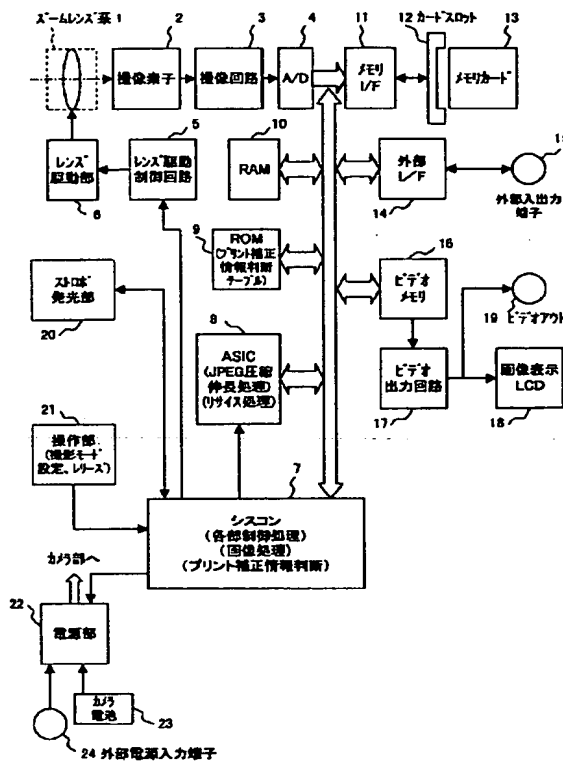 ズームレンズ系 1
2
3
4
11
12 カードスロット
13
撮像素子
撮像回路
A/D
メモリ
I/F
メモリカード
5
レンズ
駆動部
6
レンズ駆動
制御回路
10
RAM
外部
I/F
14
15
外部入出力
端子
9
ROM
(プリント補正
情報判断
テーブル)
16
ビデオ
メモリ
19 ビデオアウト
ストロボ
発光部
20
8
ASIC
(JPEG圧縮
伸長処理)
(リサイズ処理)
ビデオ
出力回路
17
画像表示
LCD
18
21
操作部
(撮影モード
設定、レリーズ)
7
シスコン
(各部制御処理)
(画像処理)
(プリント補正情報判断)
カメラ部へ
22
電源部
カメラ
電池
23
24 外部電源入力端子